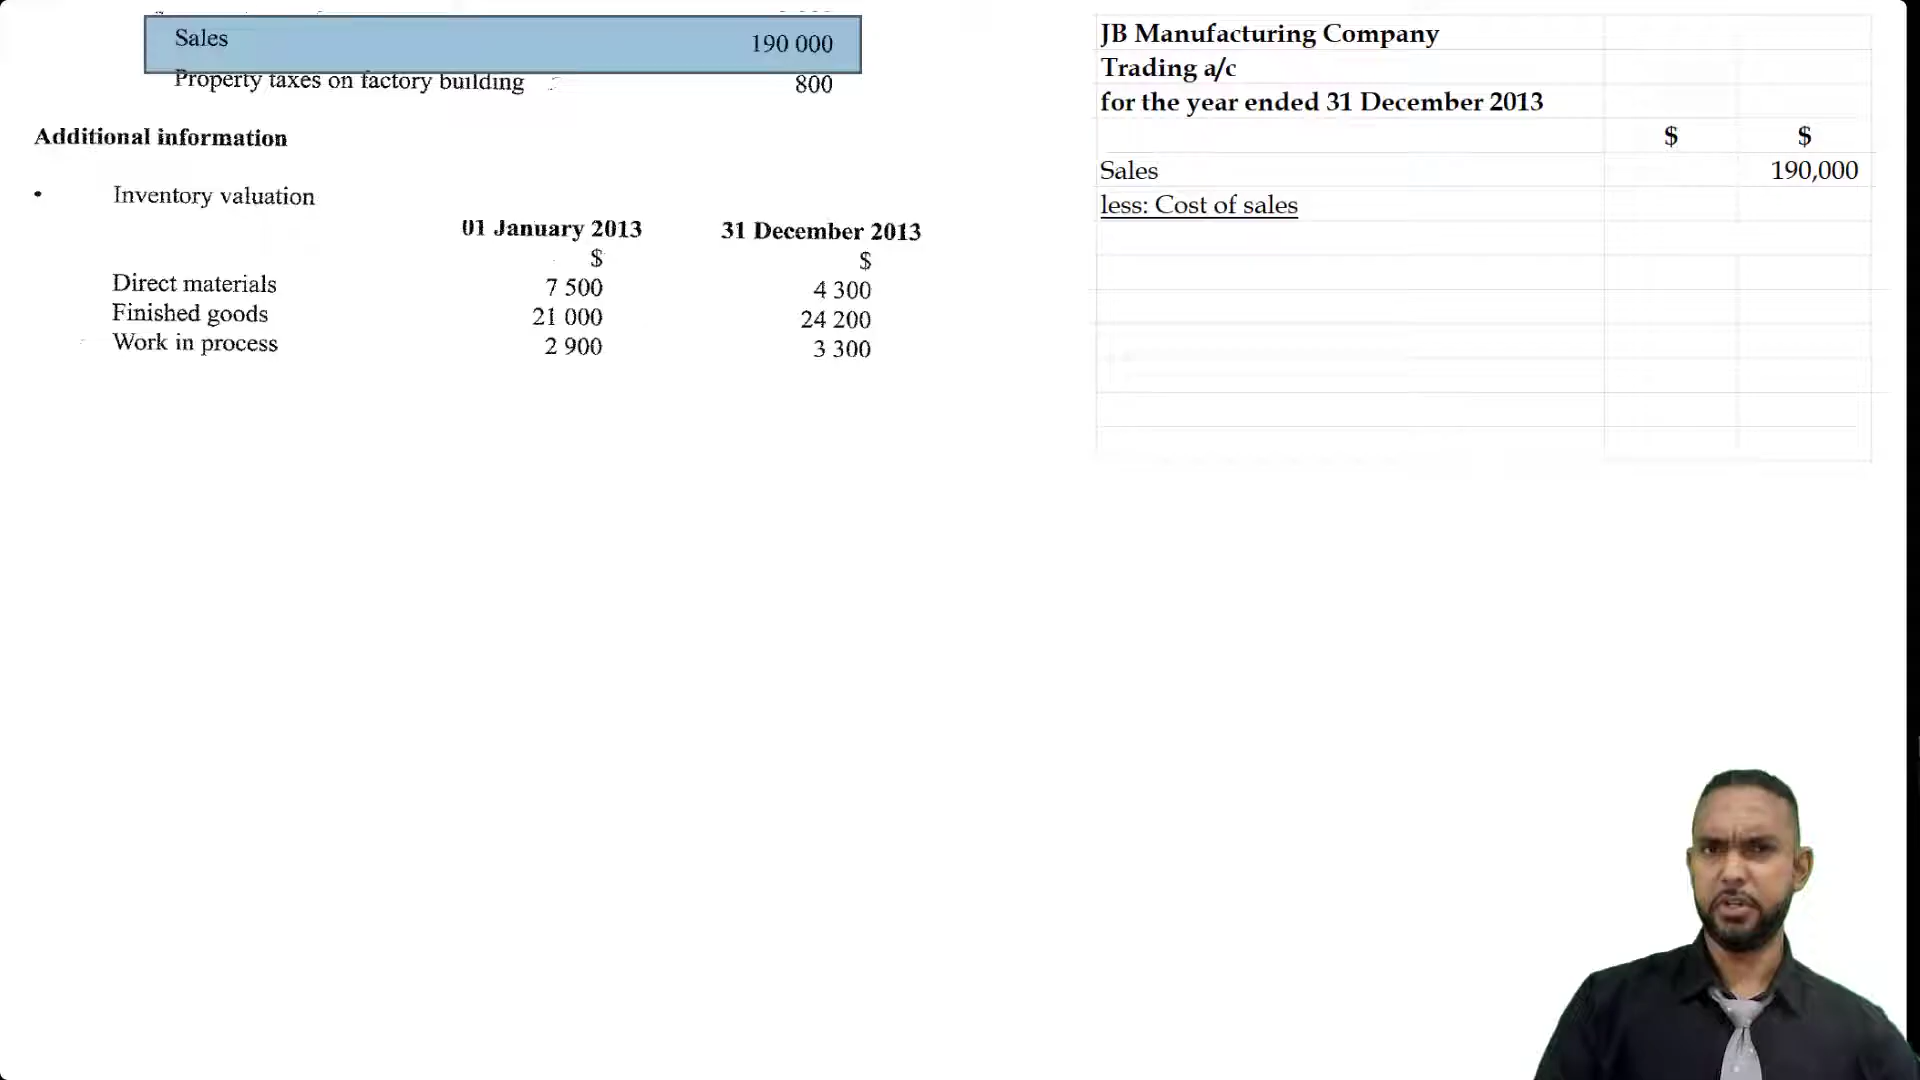 Sales 190 000
Property taxes on factory building 800
Additional information
• Inventory valuation
01 January 2013 31 December 2013
$ $
Direct materials 7 500 4 300
Finished goods 21 000 24 200
Work in process 2 900 3 300
JB Manufacturing Company
Trading a/c
for the year ended 31 December 2013
$ $
Sales 190,000
less: Cost of sales